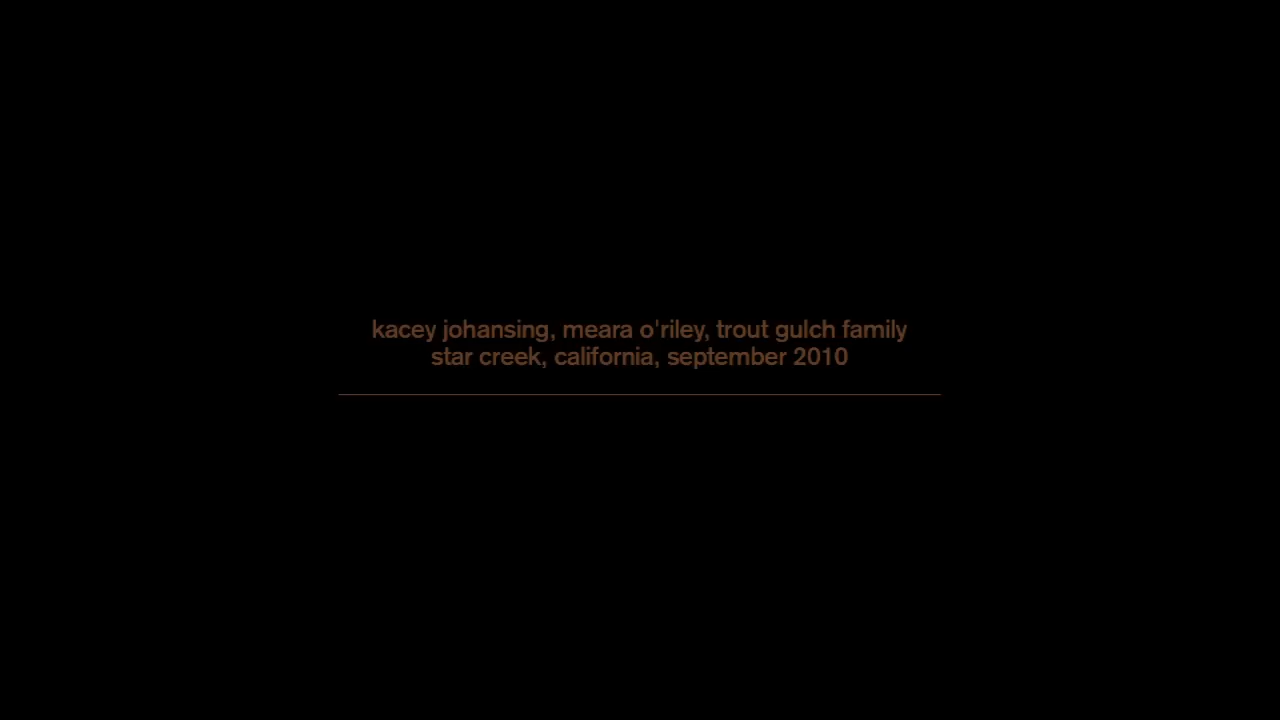 kacey johansing, meara o'riley, trout gulch family
star creek, california, september 2010